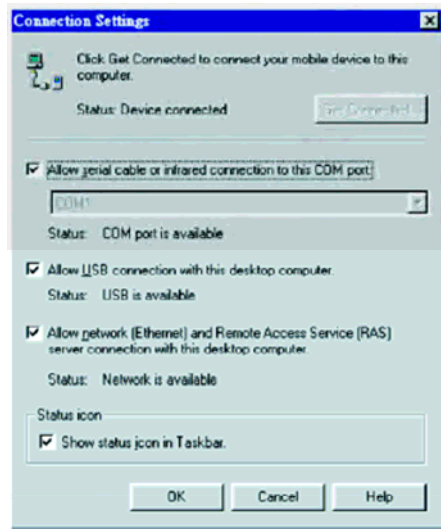 Connection Settings
Click Get Connected to connect your mobile device to this
computer.
Status: Device connected
Get Connected...
Allow serial cable or infrared connection to this COM port:
COM1
Status: COM port is available
Allow USB connection with this desktop computer.
Status: USB is available
Allow network (Ethernet) and Remote Access Service (RAS)
server connection with this desktop computer.
Status: Network is available
Status icon
Show status icon in Taskbar.
OK Cancel Help